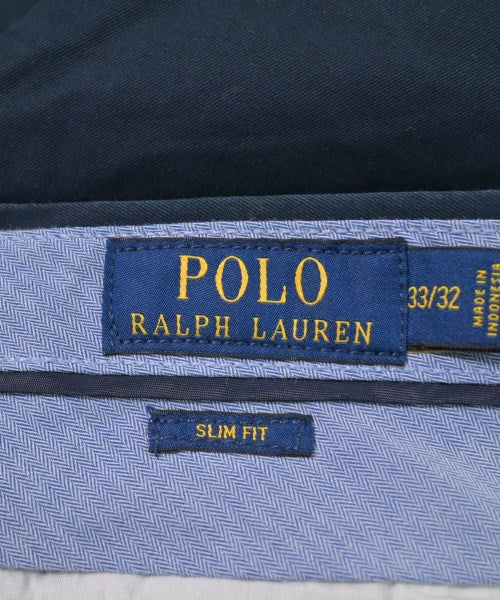 POLO
RALPH LAUREN
33/32
MADE IN
INDONESIA
SLIM FIT